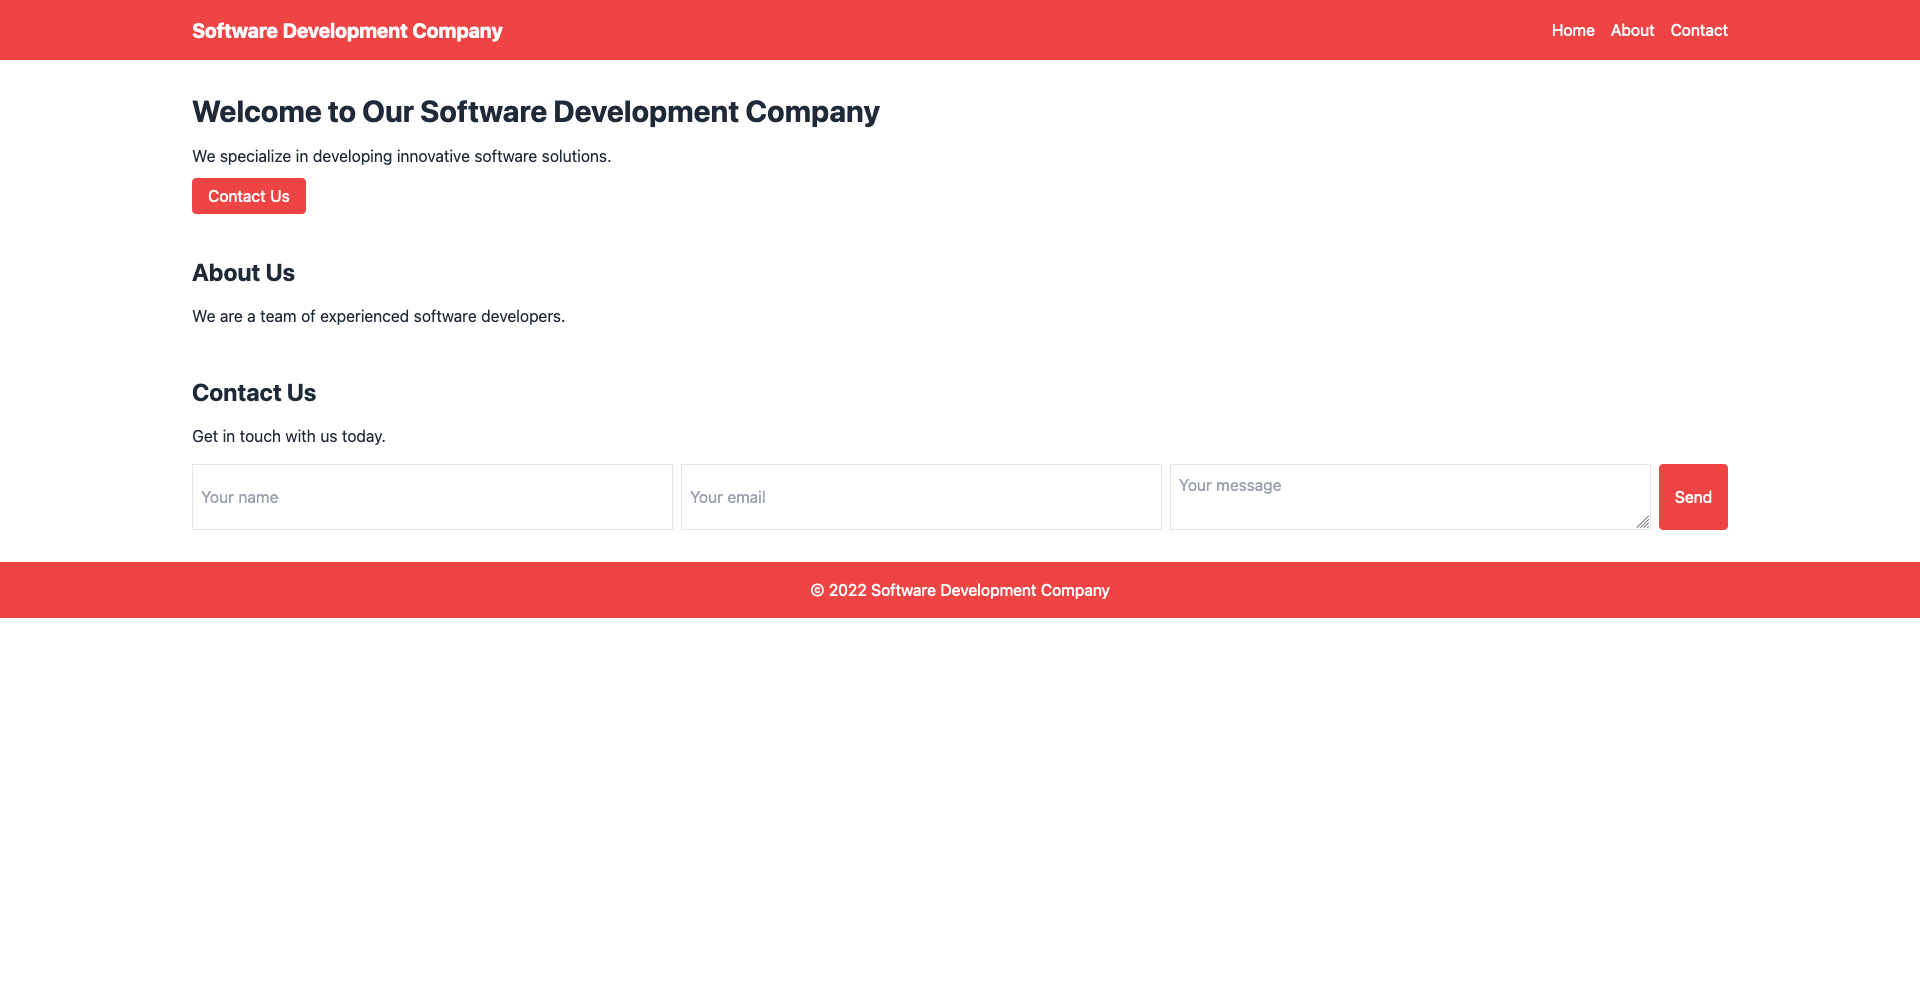 Software Development Company
Home About Contact
Welcome to Our Software Development Company
We specialize in developing innovative software solutions.
Contact Us
About Us
We are a team of experienced software developers.
Contact Us
Get in touch with us today.
Your name
Your email
Your message
Send
© 2022 Software Development Company